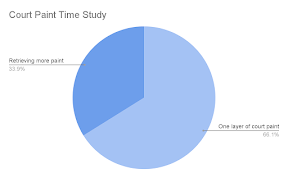 Court Paint Time Study
Retrieving more paint
33.9%
One layer of court paint
66.1%